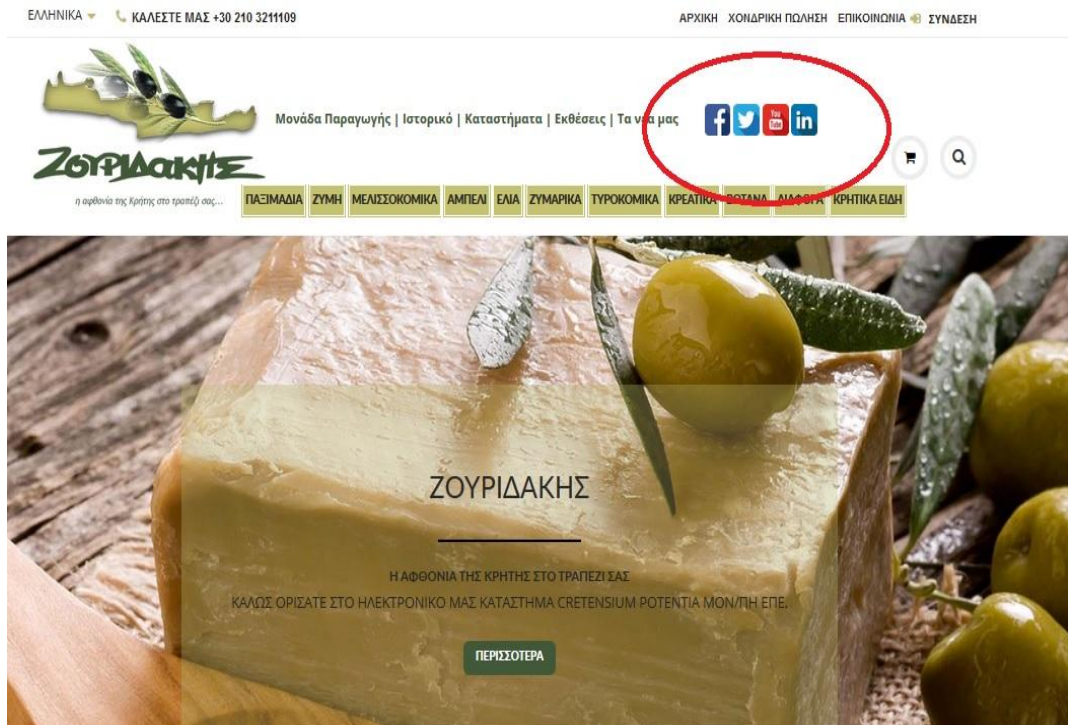 ΕΛΛΗΝΙΚΑ ΚΑΛΕΣΤΕ ΜΑΣ +30 210 3211109 ΑΡΧΙΚΗ ΧΟΝΔΡΙΚΗ ΠΩΛΗΣΗ ΕΠΙΚΟΙΝΩΝΙΑ ΣΥΝΔΕΣΗ
Μονάδα Παραγωγής | Ιστορικό | Καταστήματα | Εκθέσεις | Τα νέα μας
You Tube
in
ΖΟΥΡΙΔΑΚΗΣ
η αφθονία της Κρήτης στο τραπέζι σας...
ΠΑΞΙΜΑΔΙΑ ΖΥΜΗ ΜΕΛΙΣΣΟΚΟΜΙΚΑ ΑΜΠΕΛΙ ΕΛΙΑ ΖΥΜΑΡΙΚΑ ΤΥΡΟΚΟΜΙΚΑ ΚΡΕΑΤΙΚΑ ΒΟΤΑΝΑ ΔΙΑΦΟΡΑ ΚΡΗΤΙΚΑ ΕΙΔΗ
ΖΟΥΡΙΔΑΚΗΣ
Η ΑΦΘΟΝΙΑ ΤΗΣ ΚΡΗΤΗΣ ΣΤΟ ΤΡΑΠΕΖΙ ΣΑΣ
ΚΑΛΩΣ ΟΡΙΣΑΤΕ ΣΤΟ ΗΛΕΚΤΡΟΝΙΚΟ ΜΑΣ ΚΑΤΑΣΤΗΜΑ CRETENSIUM POTENTIA ΜΟΝ/ΠΗ ΕΠΕ.
ΠΕΡΙΣΣΟΤΕΡΑ